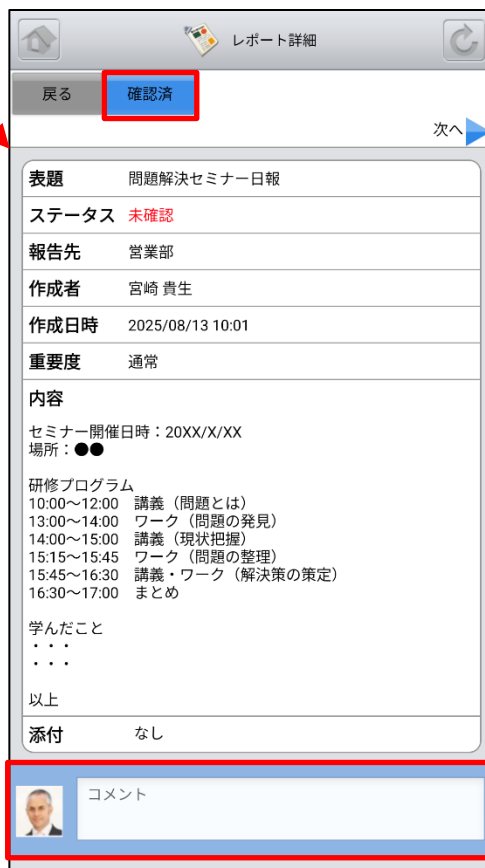 レポート詳細
戻る 確認済
次へ
表題 問題解決セミナー日報
ステータス 未確認
報告先 営業部
作成者 宮崎 貴生
作成日時 2025/08/13 10:01
重要度 通常
内容
セミナー開催日時：20XX/X/XX
場所：●●
研修プログラム
10:00～12:00 講義（問題とは）
13:00～14:00 ワーク（問題の発見）
14:00～15:00 講義（現状把握）
15:15～15:45 ワーク（問題の整理）
15:45～16:30 講義・ワーク（解決策の策定）
16:30～17:00 まとめ
学んだこと
・・・
・・・
以上
添付 なし
コメント